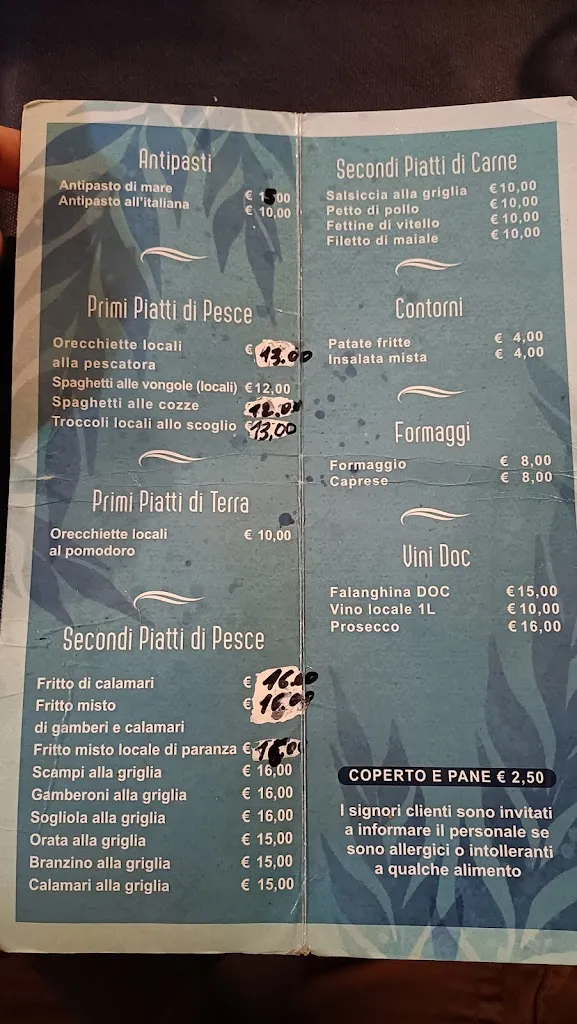 Antipasti
Antipasto di mare € 15,00
Antipasto all'italiana € 10,00
Primi Piatti di Pesce
Orecchiette locali € 13.00
alla pescatora
Spaghetti alle vongole (locali) €12,00
Spaghetti alle cozze 12.00
Troccoli locali allo scoglio €13,00
Primi Piatti di Terra
Orecchiette locali € 10,00
al pomodoro
Secondi Piatti di Pesce
Fritto di calamari € 16.00
Fritto misto € 16.00
di gamberi e calamari
Fritto misto locale di paranza € 16,00
Scampi alla griglia € 16,00
Gamberoni alla griglia € 16,00
Sogliola alla griglia € 16,00
Orata alla griglia € 15,00
Branzino alla griglia € 15,00
Calamari alla griglia € 15,00
Secondi Piatti di Carne
Salsiccia alla griglia €10,00
Petto di pollo €10,00
Fettine di vitello €10,00
Filetto di maiale €10,00
Contorni
Patate fritte € 4,00
Insalata mista € 4,00
Formaggi
Formaggio € 8,00
Caprese € 8,00
Vini Doc
Falanghina DOC €15,00
Vino locale 1L €10,00
Prosecco €16,00
COPERTO E PANE € 2,50
I signori clienti sono invitati
a informare il personale se
sono allergici o intolleranti
a qualche alimento